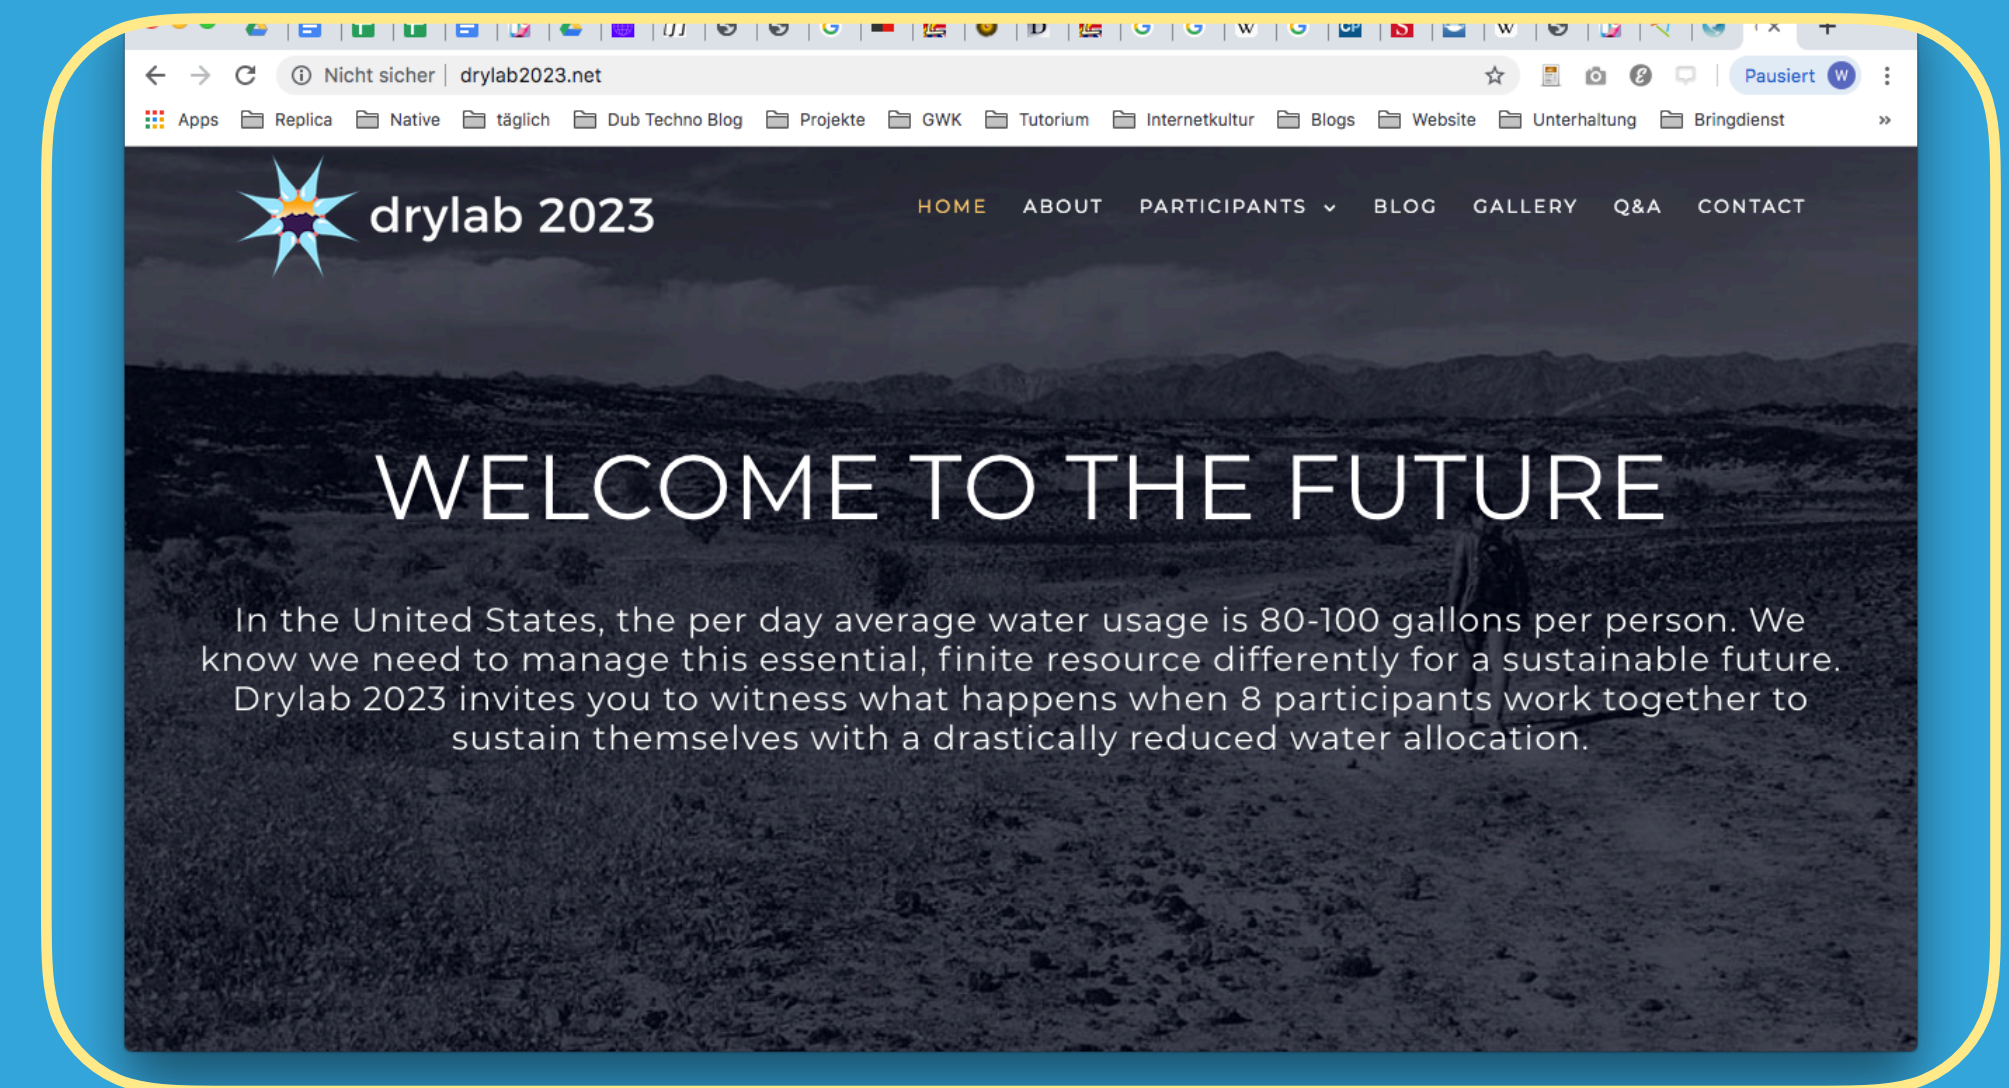 Nicht sicher drylab2023.net Pausiert W
Apps Replica Native täglich Dub Techno Blog Projekte GWK Tutorium Internetkultur Blogs Website Unterhaltung Bringdienst »
drylab 2023
HOME ABOUT PARTICIPANTS BLOG GALLERY Q&A CONTACT
WELCOME TO THE FUTURE
In the United States, the per day average water usage is 80-100 gallons per person. We
know we need to manage this essential, finite resource differently for a sustainable future.
Drylab 2023 invites you to witness what happens when 8 participants work together to
sustain themselves with a drastically reduced water allocation.